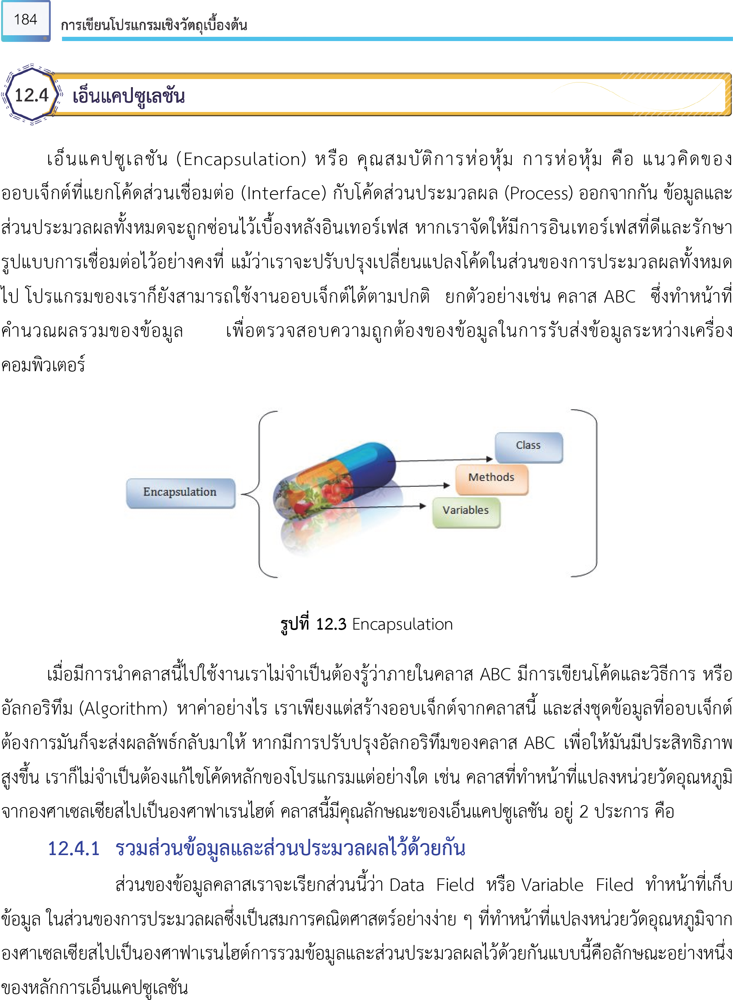 184
การเขียนโปรแกรมเชิงวัตถุเบื้องต้น
12.4 เอ็นแคปซูเลชัน
เอ็นแคปซูเลชัน (Encapsulation) หรือ คุณสมบัติการห่อหุ้ม การห่อหุ้ม คือ แนวคิดของ
ออบเจ็กต์ที่แยกโค้ดส่วนเชื่อมต่อ (Interface) กับโค้ดส่วนประมวลผล (Process) ออกจากกัน ข้อมูลและ
ส่วนประมวลผลทั้งหมดจะถูกซ่อนไว้เบื้องหลังอินเทอร์เฟส หากเราจัดให้มีการอินเทอร์เฟสที่ดีและรักษา
รูปแบบการเชื่อมต่อไว้อย่างคงที่ แม้ว่าเราจะปรับปรุงเปลี่ยนแปลงโค้ดในส่วนของการประมวลผลทั้งหมด
ไป โปรแกรมของเราก็ยังสามารถใช้งานออบเจ็กต์ได้ตามปกติ ยกตัวอย่างเช่น คลาส ABC ซึ่งทำหน้าที่
คำนวณผลรวมของข้อมูล เพื่อตรวจสอบความถูกต้องของข้อมูลในการรับส่งข้อมูลระหว่างเครื่อง
คอมพิวเตอร์
Class
Methods
Encapsulation
Variables
รูปที่ 12.3 Encapsulation
เมื่อมีการนำคลาสนี้ไปใช้งานเราไม่จำเป็นต้องรู้ว่าภายในคลาส ABC มีการเขียนโค้ดและวิธีการ หรือ
อัลกอริทึม (Algorithm) หาค่าอย่างไร เราเพียงแต่สร้างออบเจ็กต์จากคลาสนี้ และส่งชุดข้อมูลที่ออบเจ็กต์
ต้องการมันก็จะส่งผลลัพธ์กลับมาให้ หากมีการปรับปรุงอัลกอริทึมของคลาส ABC เพื่อให้มันมีประสิทธิภาพ
สูงขึ้น เราก็ไม่จำเป็นต้องแก้ไขโค้ดหลักของโปรแกรมแต่อย่างใด เช่น คลาสที่ทำหน้าที่แปลงหน่วยวัดอุณหภูมิ
จากองศาเซลเซียสไปเป็นองศาฟาเรนไฮต์ คลาสนี้มีคุณลักษณะของเอ็นแคปซูเลชัน อยู่ 2 ประการ คือ
12.4.1 รวมส่วนข้อมูลและส่วนประมวลผลไว้ด้วยกัน
ส่วนของข้อมูลคลาสเราจะเรียกส่วนนี้ว่า Data Field หรือ Variable Filed ทำหน้าที่เก็บ
ข้อมูล ในส่วนของการประมวลผลซึ่งเป็นสมการคณิตศาสตร์อย่างง่าย ๆ ที่ทำหน้าที่แปลงหน่วยวัดอุณหภูมิจาก
องศาเซลเซียสไปเป็นองศาฟาเรนไฮต์การรวมข้อมูลและส่วนประมวลผลไว้ด้วยกันแบบนี้คือลักษณะอย่างหนึ่ง
ของหลักการเอ็นแคปซูเลชัน